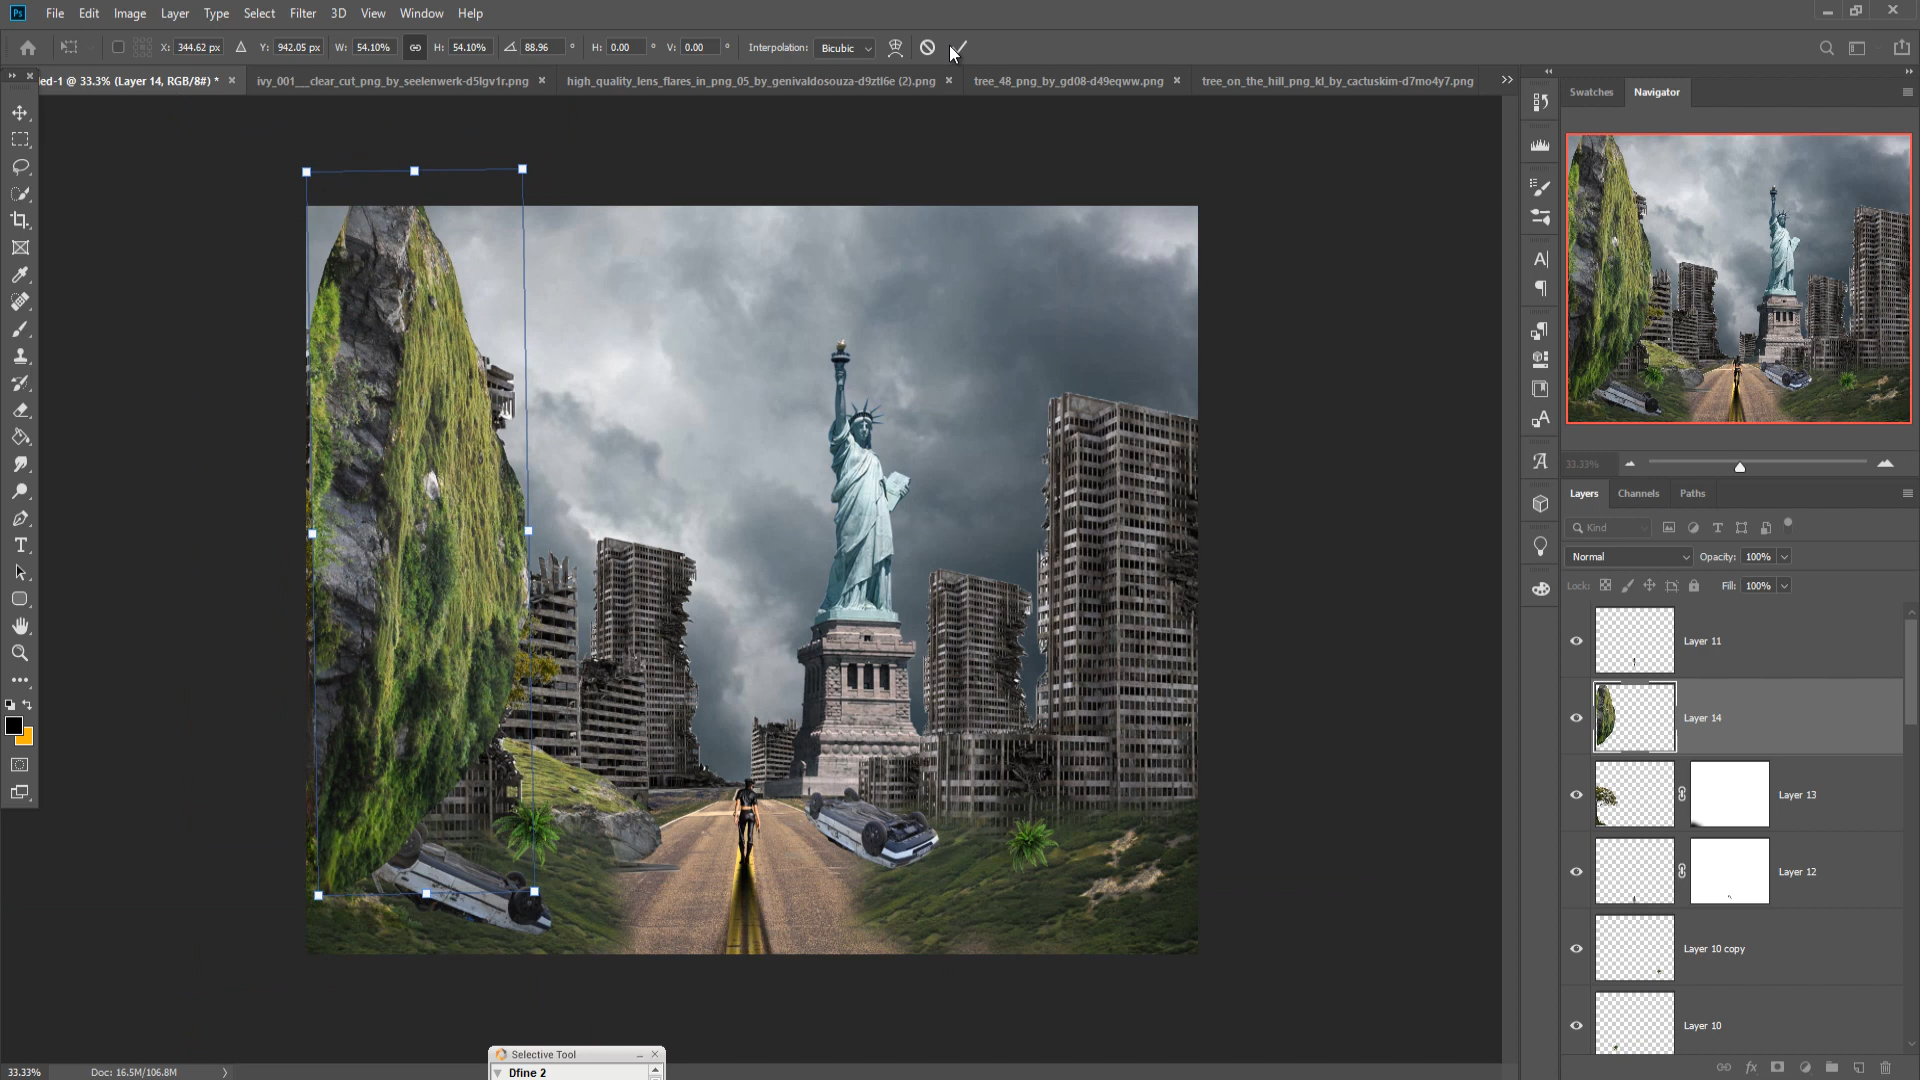 Ps File Edit Image Layer Type Select Filter 3D View Window Help
X: 344.62 px Y: 942.05 px W: 54.10% H: 54.10% 88.96 ° H: 0.00 ° V: 0.00 ° Interpolation: Bicubic
ed-1 @ 33.3% (Layer 14, RGB/8#) * ivy_001___clear_cut_png_by_seelenwerk-d5lgv1r.png high_quality_lens_flares_in_png_05_by_genivaldosouza-d9ztl6e (2).png tree_48_png_by_gd08-d49eqww.png tree_on_the_hill_png_kl_by_cactuskim-d7mo4y7.png
Swatches Navigator
33.33%
Layers Channels Paths
Kind
Normal Opacity: 100%
Lock: Fill: 100%
Layer 11
Layer 14
Layer 13
Layer 12
Layer 10 copy
Layer 10
Selective Tool
Dfine 2
33.33% Doc: 16.5M/106.8M